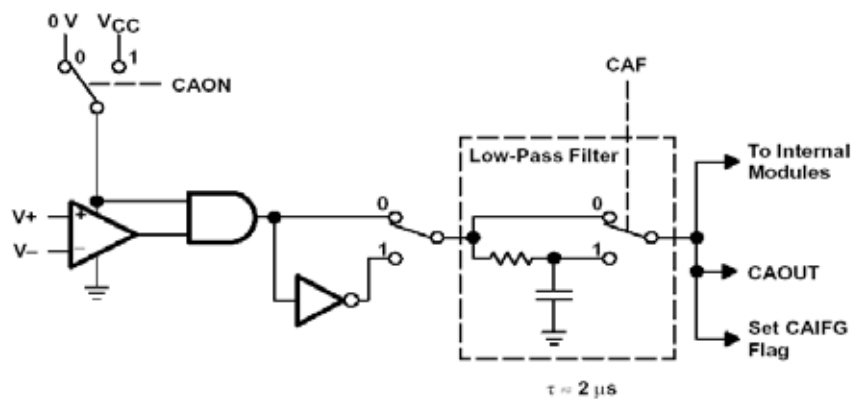 0 V VCC
0 1
CAON
CAF
Low-Pass Filter
To Internal
Modules
V+ +
V– –
0
1
0
1
CAOUT
Set CAIFG
Flag
τ ≈ 2 µs